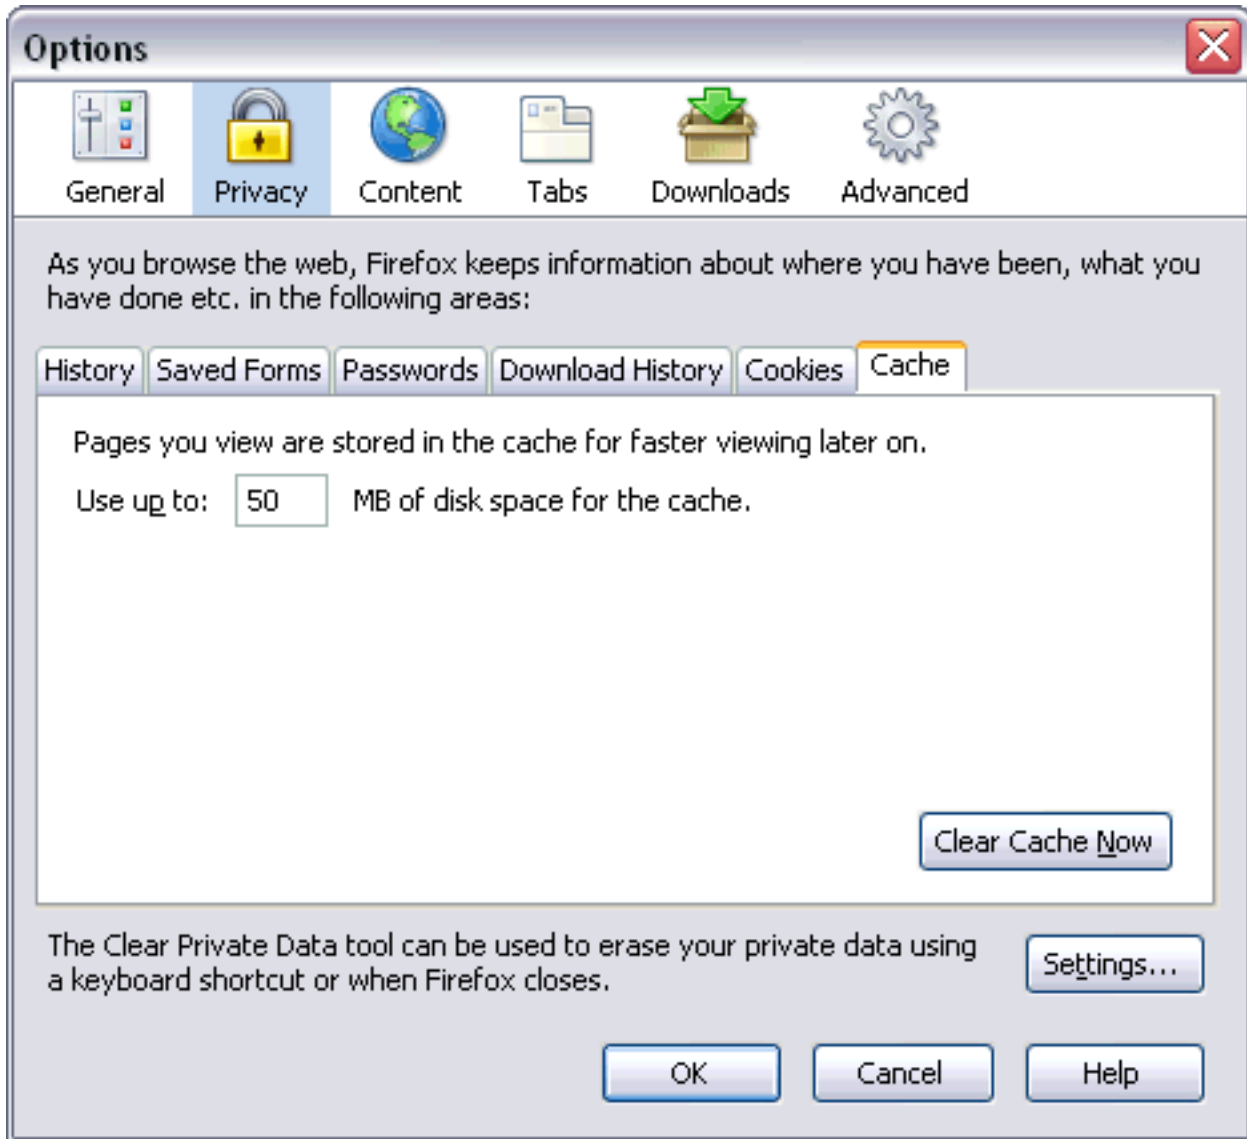 Options
General Privacy Content Tabs Downloads Advanced
As you browse the web, Firefox keeps information about where you have been, what you
have done etc. in the following areas:
History Saved Forms Passwords Download History Cookies Cache
Pages you view are stored in the cache for faster viewing later on.
Use up to: 50 MB of disk space for the cache.
Clear Cache Now
The Clear Private Data tool can be used to erase your private data using
a keyboard shortcut or when Firefox closes.
Settings...
OK Cancel Help